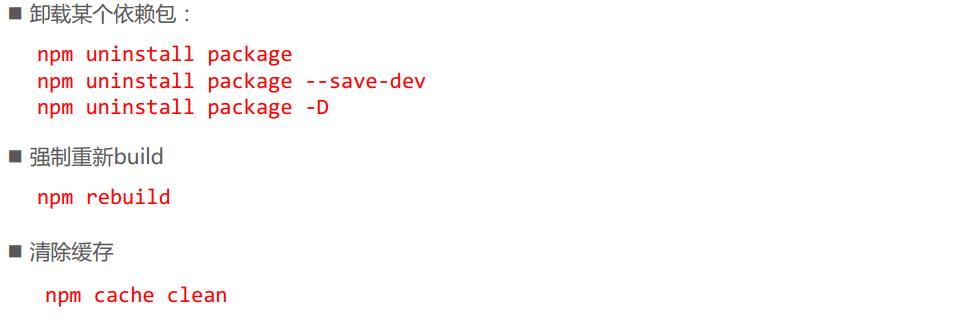 ■ 卸载某个依赖包：
npm uninstall package
npm uninstall package --save-dev
npm uninstall package -D
■ 强制重新build
npm rebuild
■ 清除缓存
npm cache clean